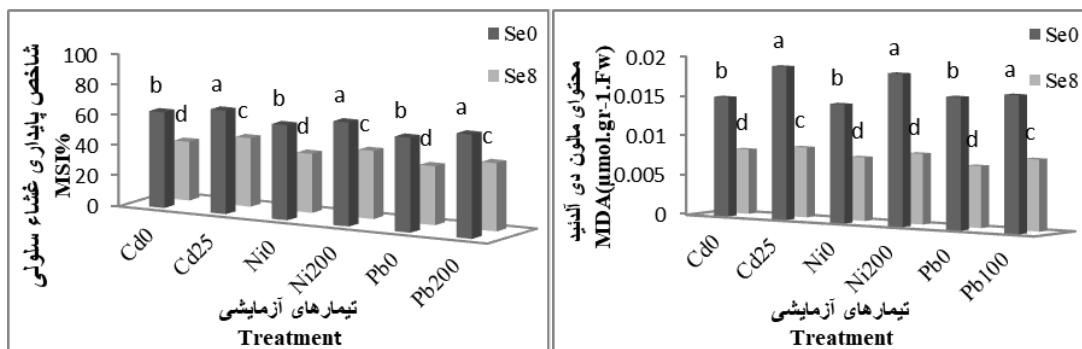 شاخص پایداری غشاء سلولی
MSI%
100
80
60
40
20
0
Se0
Se8
b
d
a
c
b
d
a
c
b
d
a
c
Cd0
Cd25
Ni0
Ni200
Pb0
Pb200
تیمارهای آزمایشی
Treatment
محتوای مالون دی آلدئید
MDA(µmol.gr-1.Fw)
0.02
0.015
0.01
0.005
0
Se0
Se8
b
d
a
c
b
d
a
d
b
d
a
c
Cd0
Cd25
Ni0
Ni200
Pb0
Pb100
تیمارهای آزمایشی
Treatment